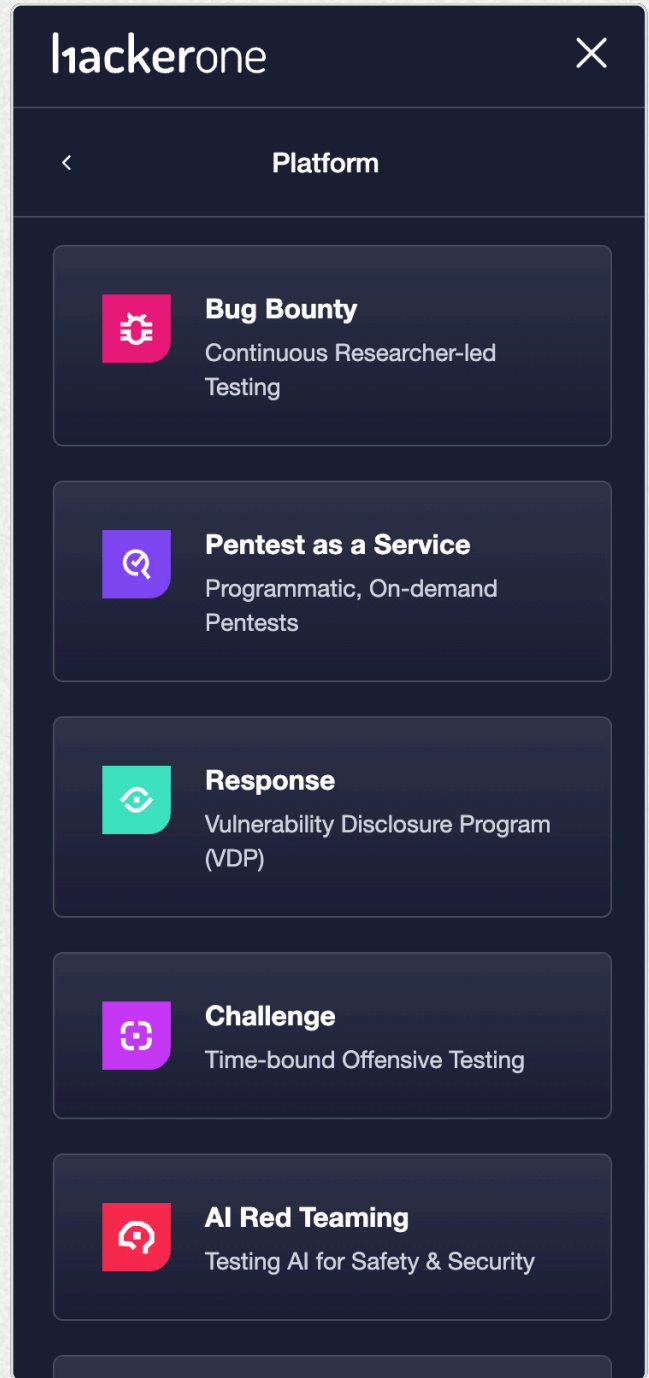 hackerone
Platform
Bug Bounty
Continuous Researcher-led
Testing
Pentest as a Service
Programmatic, On-demand
Pentests
Response
Vulnerability Disclosure Program
(VDP)
Challenge
Time-bound Offensive Testing
AI Red Teaming
Testing AI for Safety & Security